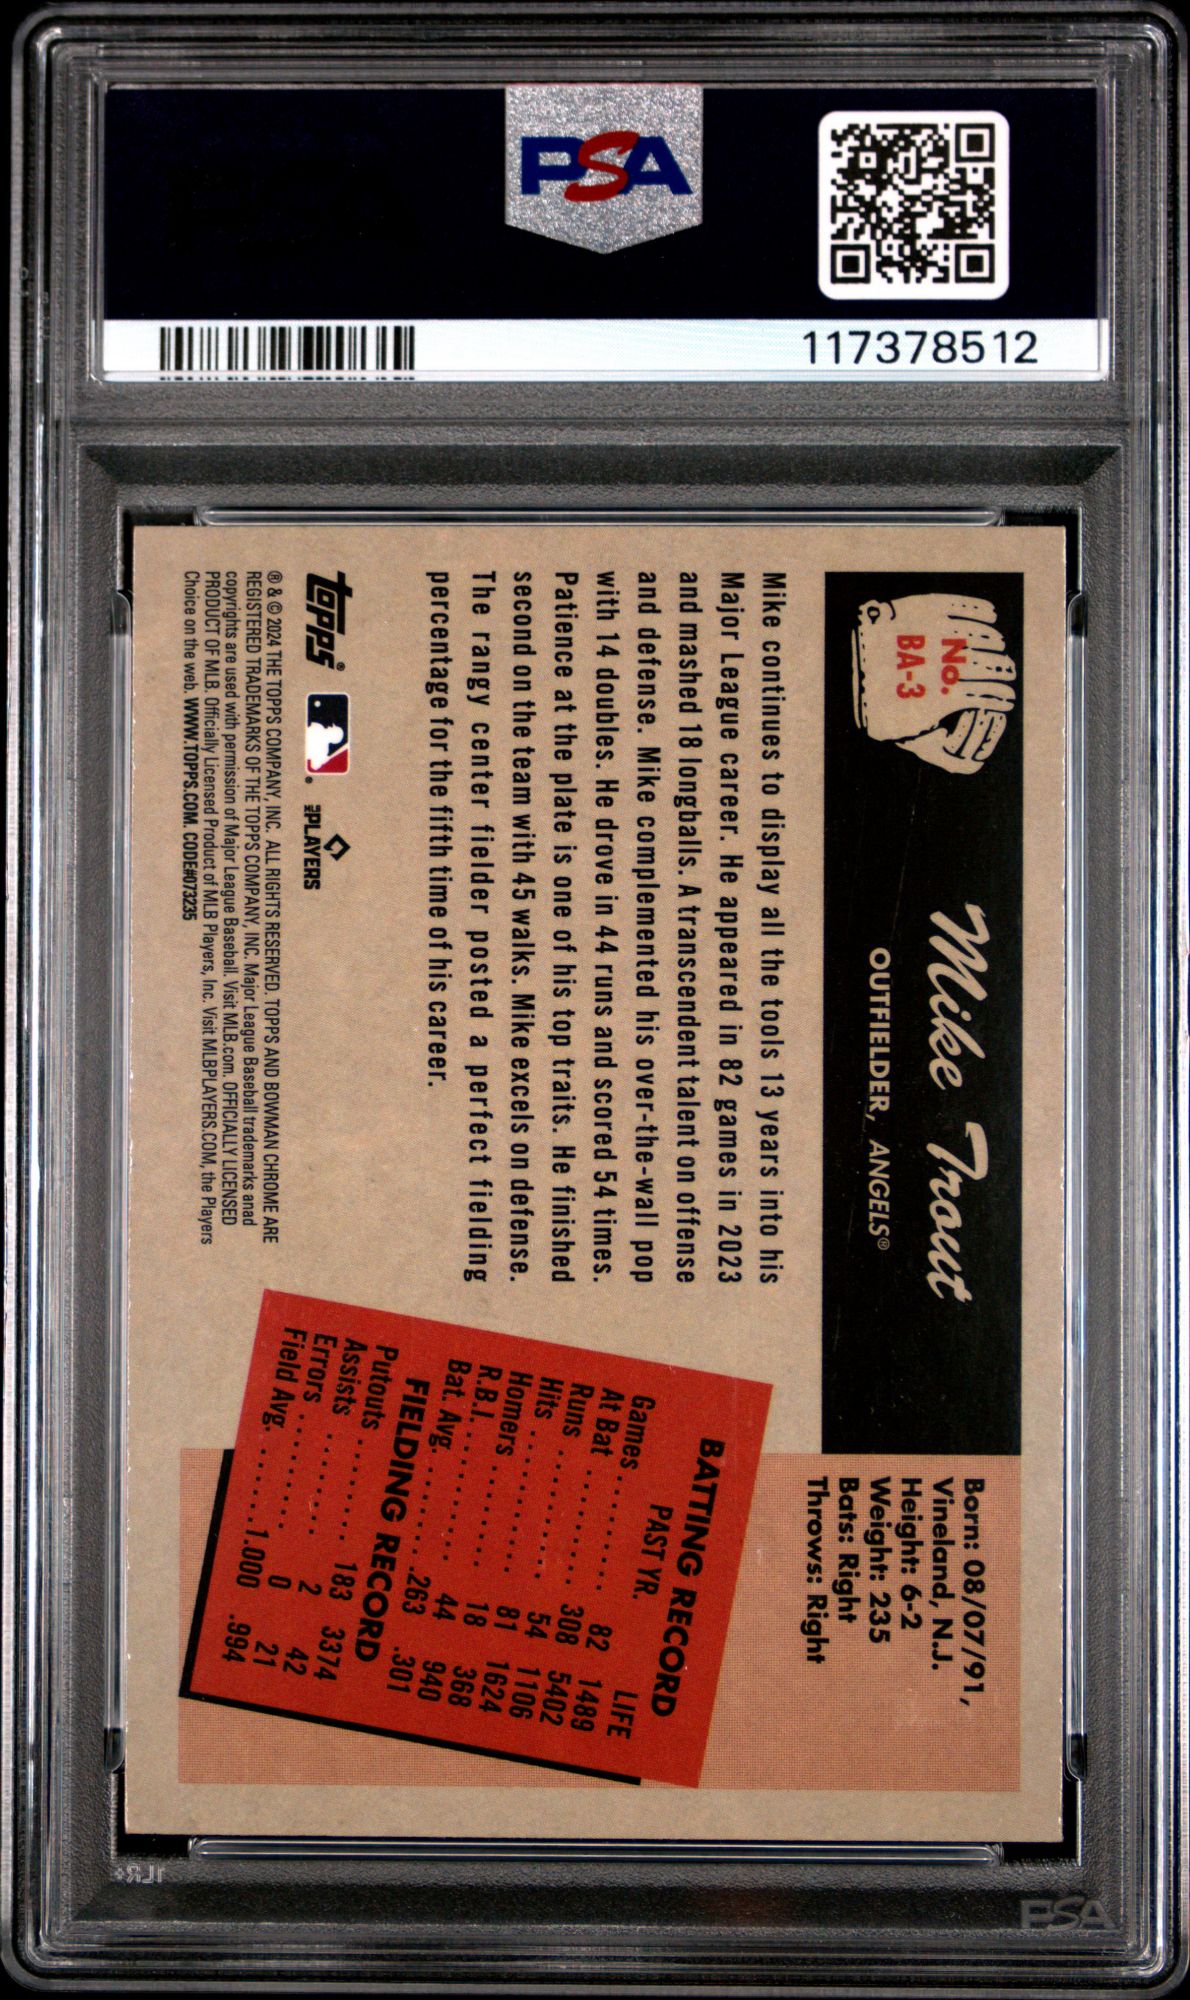 PSA
117378512
No.
BA-3
Mike Trout
OUTFIELDER, ANGELS®
Born: 08/07/91,
Vineland, N.J.
Height: 6-2
Weight: 235
Bats: Right
Throws: Right
Mike continues to display all the tools 13 years into his
Major League career. He appeared in 82 games in 2023
and mashed 18 longballs. A transcendent talent on offense
and defense. Mike complemented his over-the-wall pop
with 14 doubles. He drove in 44 runs and scored 54 times.
Patience at the plate is one of his top traits. He finished
second on the team with 45 walks. Mike excels on defense.
The rangy center fielder posted a perfect fielding
percentage for the fifth time of his career.
BATTING RECORD
PAST YR. LIFE
Games 82 1489
At Bat 308 5402
Runs 54 1106
Hits 81 1624
Homers 18 368
R.B.I. 44 940
Bat. Avg. .263 .301
FIELDING RECORD
Putouts 183 3374
Assists 2 42
Errors 0 21
Field Avg. 1.000 .994
topps®
MLB PLAYERS
® & © 2024 THE TOPPS COMPANY, INC. ALL RIGHTS RESERVED. TOPPS AND BOWMAN CHROME ARE
REGISTERED TRADEMARKS OF THE TOPPS COMPANY, INC. Major League Baseball trademarks anad
copyrights are used with permission of Major League Baseball. Visit MLB.com. OFFICIALLY LICENSED
PRODUCT OF MLB. Officially Licensed Product of MLB Players, Inc. Visit MLBPLAYERS.COM, the Players
Choice on the web. WWW.TOPPS.COM. CODE#073235
1LR+
PSA